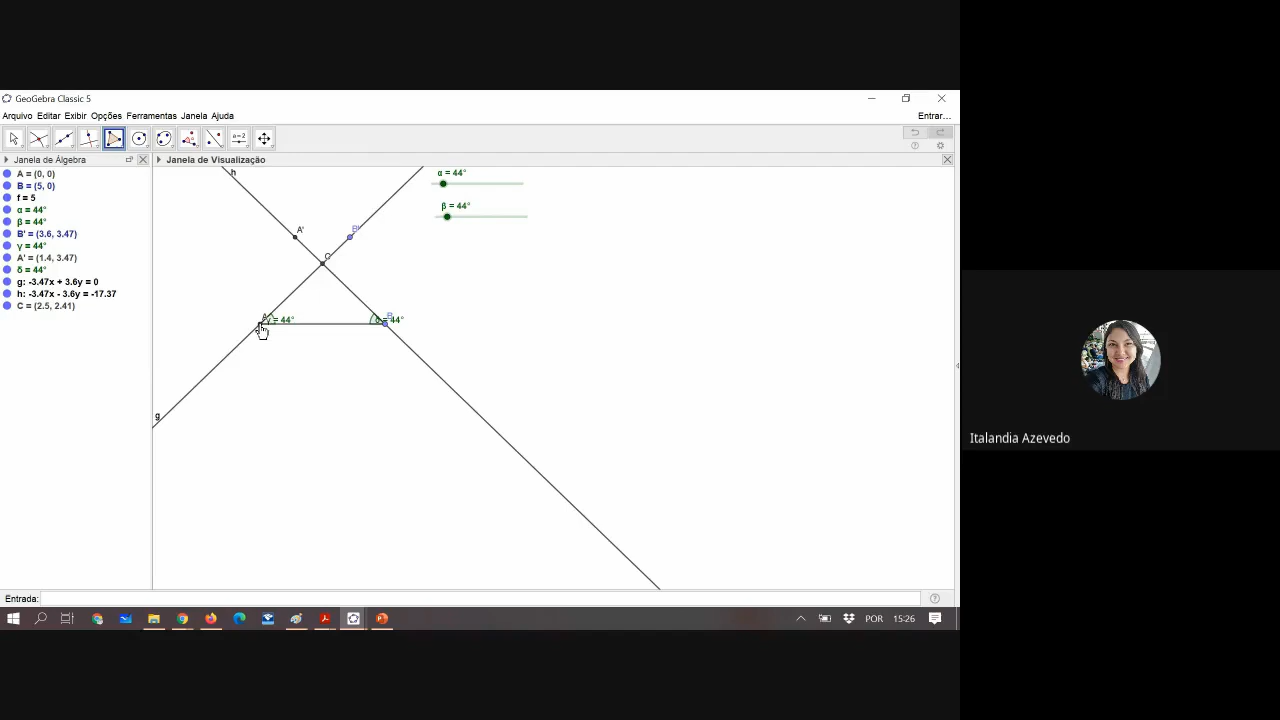 GeoGebra Classic 5
Arquivo Editar Exibir Opções Ferramentas Janela Ajuda
Entrar...
a=2
Janela de Álgebra
Janela de Visualização
A = (0, 0)
B = (5, 0)
f = 5
α = 44°
β = 44°
B' = (3.6, 3.47)
γ = 44°
A' = (1.4, 3.47)
δ = 44°
g: -3.47x + 3.6y = 0
h: -3.47x - 3.6y = -17.37
C = (2.5, 2.41)
h
α = 44°
β = 44°
A'
B'
C
A
γ = 44°
B
δ = 44°
g
Italandia Azevedo
Entrada:
POR
15:26